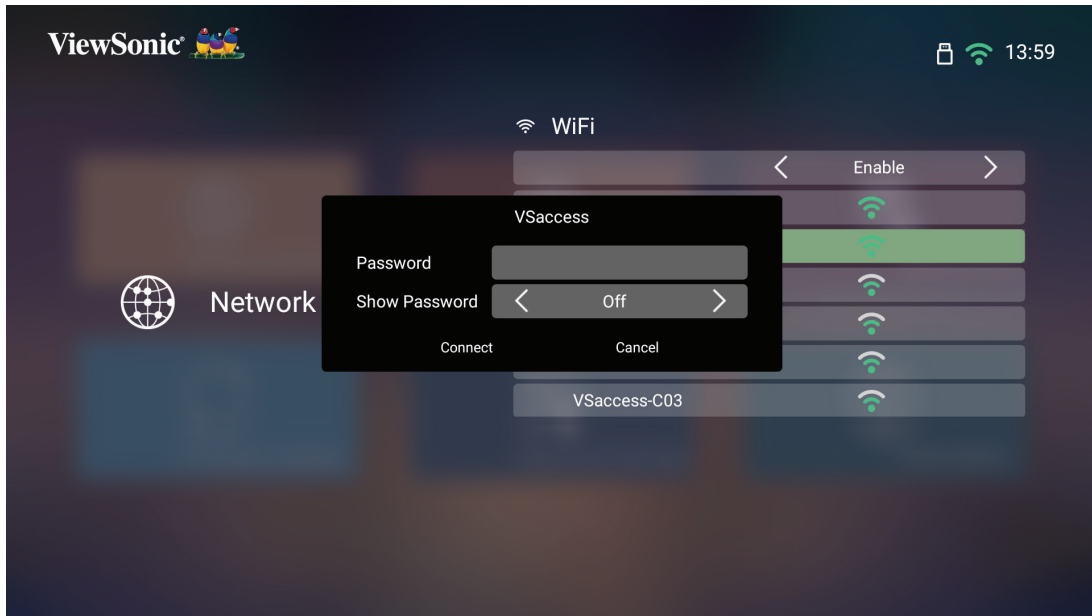 ViewSonic®
13:59
WiFi
Enable
VSaccess
Password
Network
Show Password Off
Connect Cancel
VSaccess-C03